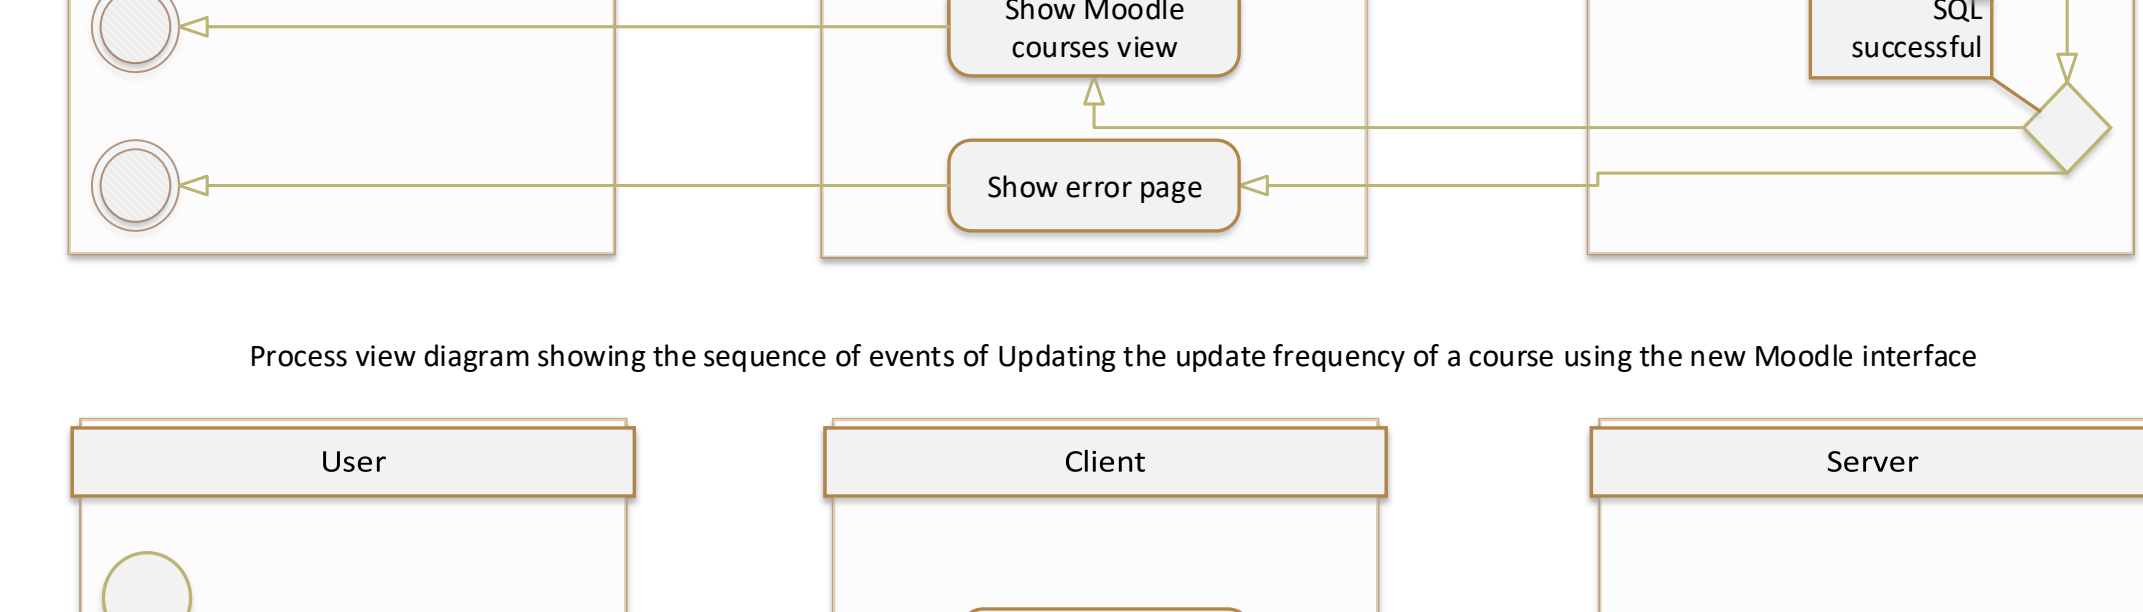 Show Moodle
courses view
SQL
successful
Show error page
Process view diagram showing the sequence of events of Updating the update frequency of a course using the new Moodle interface
User
Client
Server